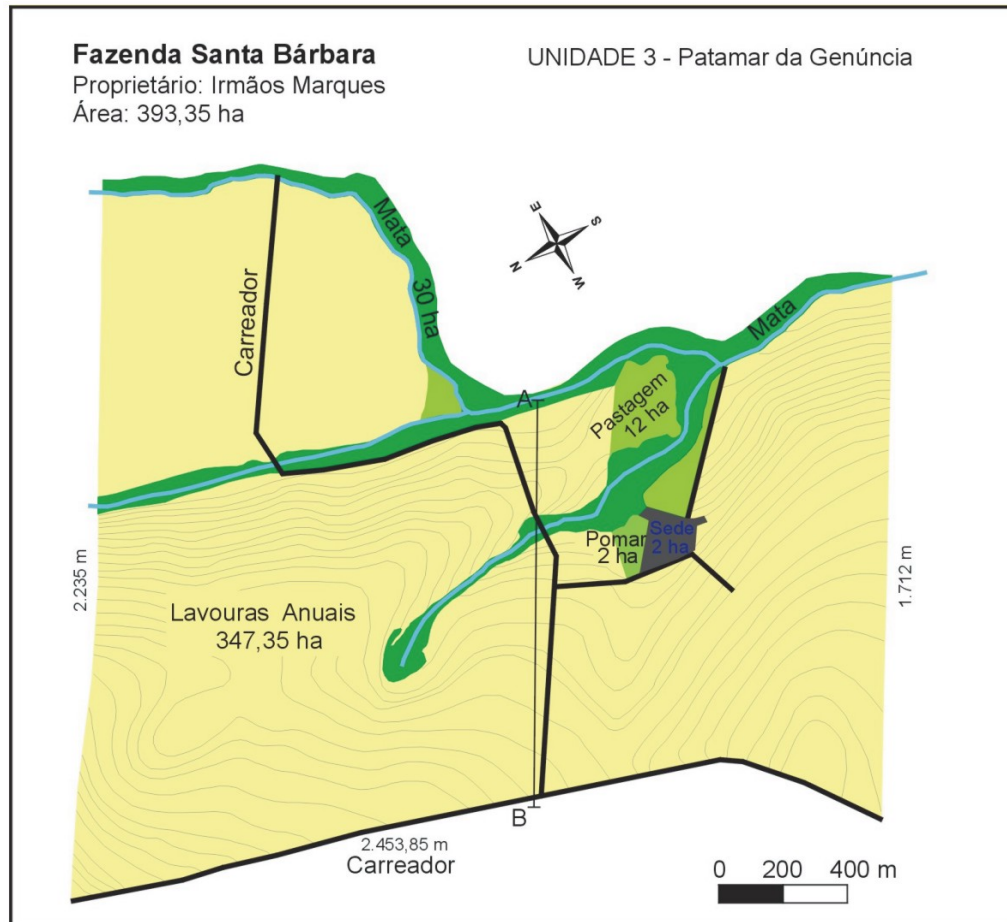 Fazenda Santa Bárbara
Proprietário: Irmãos Marques
Área: 393,35 ha
UNIDADE 3 - Patamar da Genúncia
Mata
30 ha
Carreador
E
S
N
W
Mata
A
Pastagem
12 ha
Pomar
2 ha
Sede
2 ha
2.235 m
1.712 m
Lavouras Anuais
347,35 ha
B
2.453,85 m
Carreador
0 200 400 m